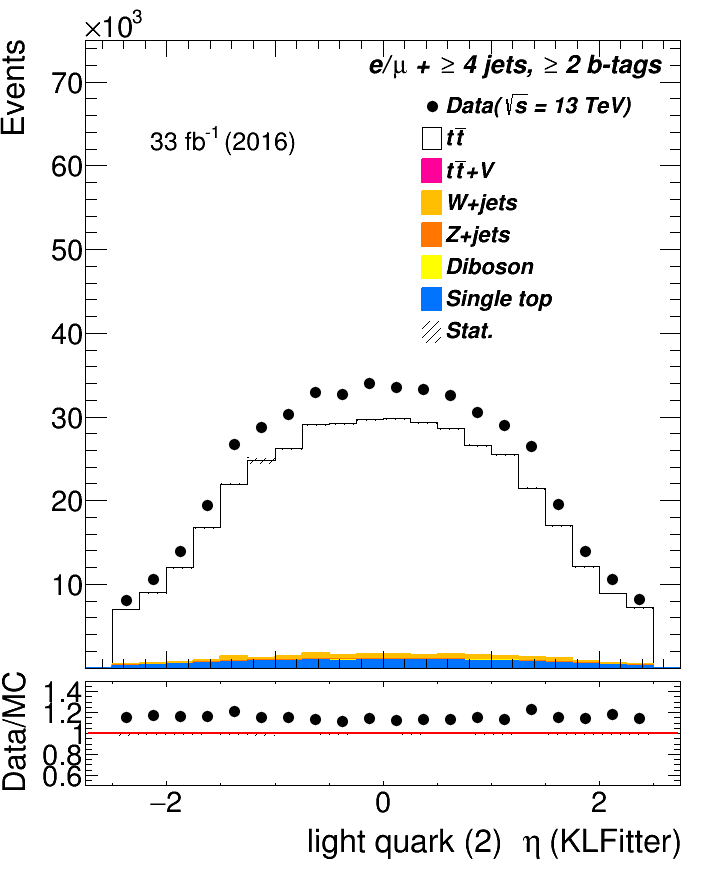 ×10³
Events
e/μ + ≥ 4 jets, ≥ 2 b-tags
Data(√s = 13 TeV)
33 fb⁻¹ (2016)
tt̅
tt̅+V
W+jets
Z+jets
Diboson
Single top
Stat.
70
60
50
40
30
20
10
Data/MC
1.4
1.2
1
0.8
0.6
−2 0 2
light quark (2) η (KLFitter)